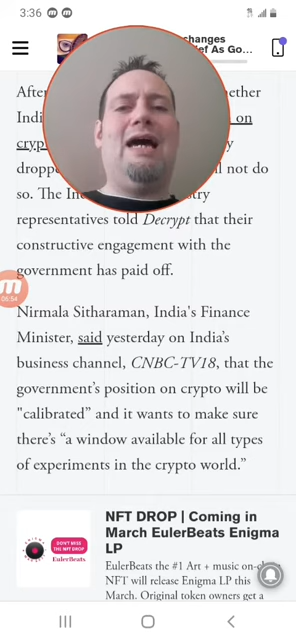 3:36
changes
ief As Go...
After
ether
Indi
on
cryp
y
droppe
ll not do
so. The In
stry
representatives told Decrypt that their
constructive engagement with the
government has paid off.
06:54
Nirmala Sitharaman, India's Finance
Minister, said yesterday on India's
business channel, CNBC-TV18, that the
government's position on crypto will be
"calibrated" and it wants to make sure
there's "a window available for all types
of experiments in the crypto world."
NFT DROP | Coming in
March EulerBeats Enigma
LP
DON'T MISS
THE NFT DROP
EulerBeats
EulerBeats the #1 Art + music on-c
NFT will release Enigma LP this
March. Original token owners get a